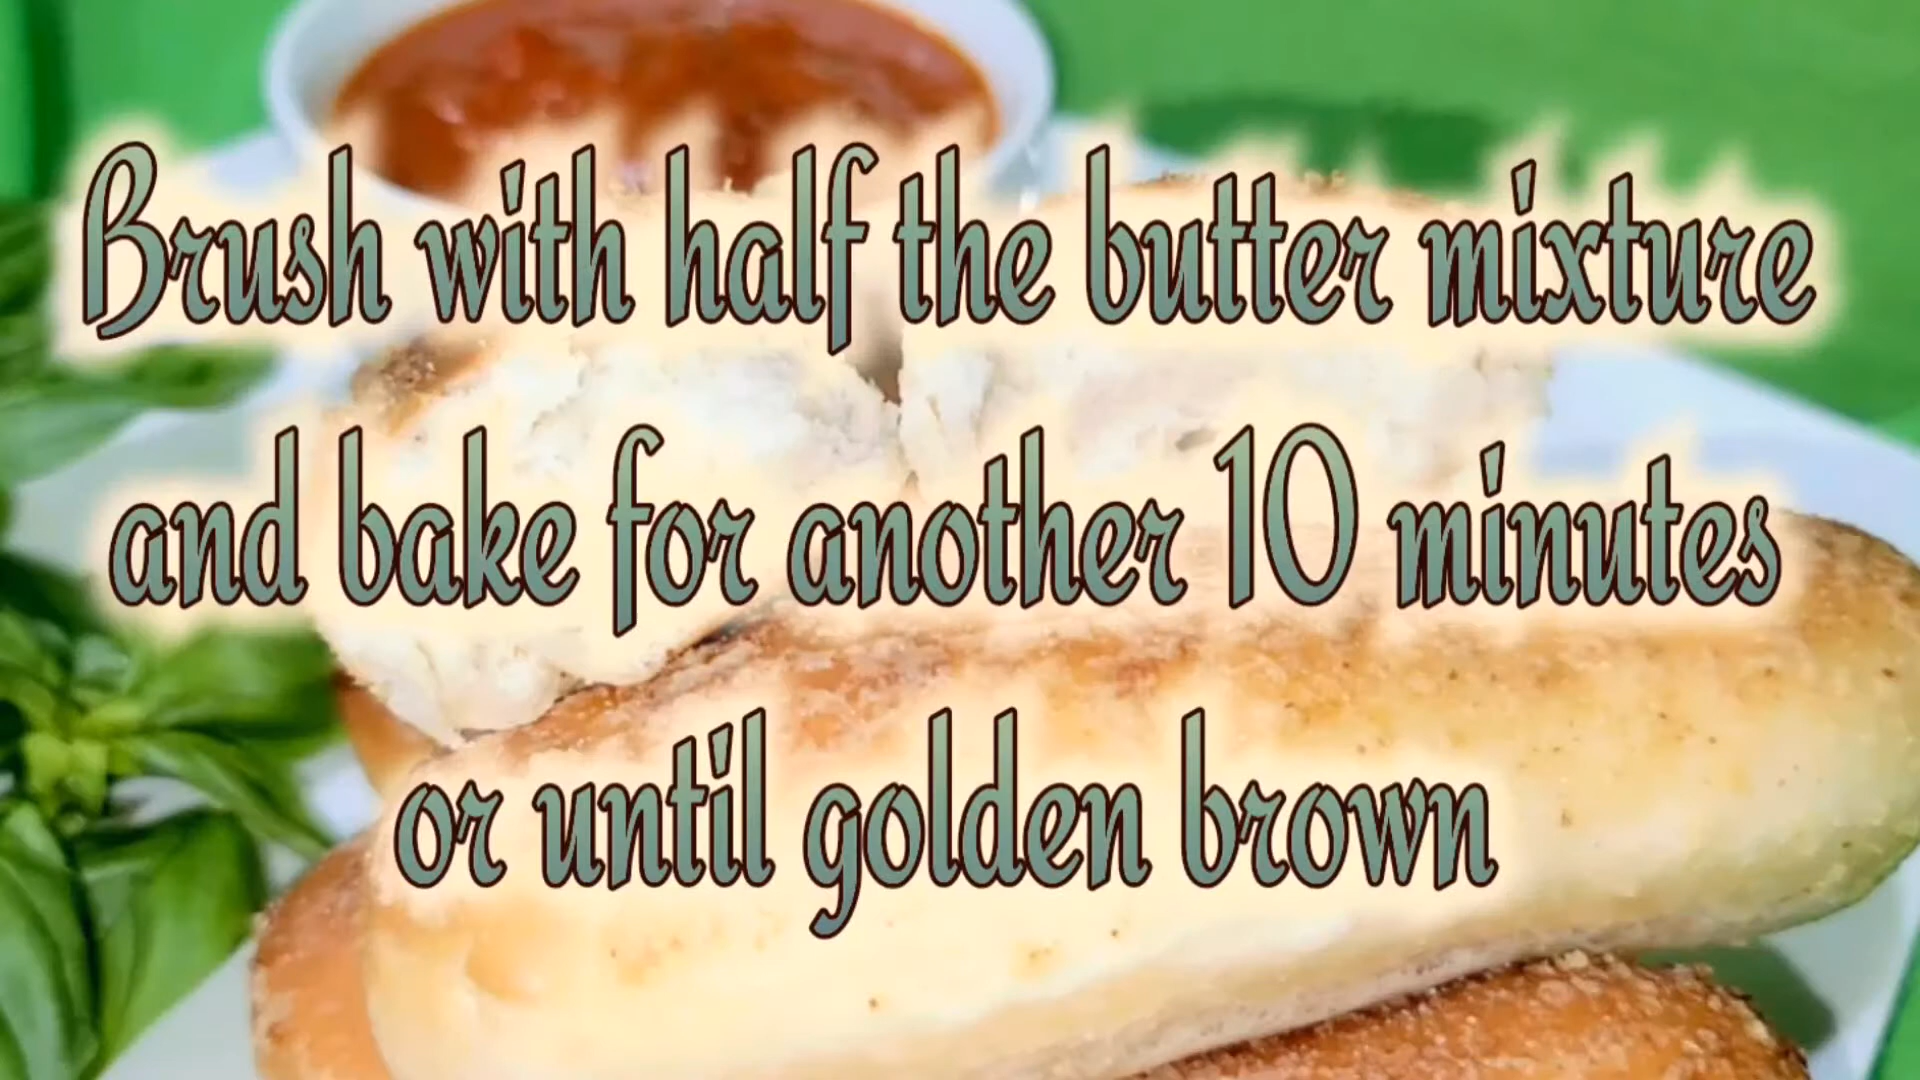 Brush with half the butter mixture
and bake for another 10 minutes
or until golden brown